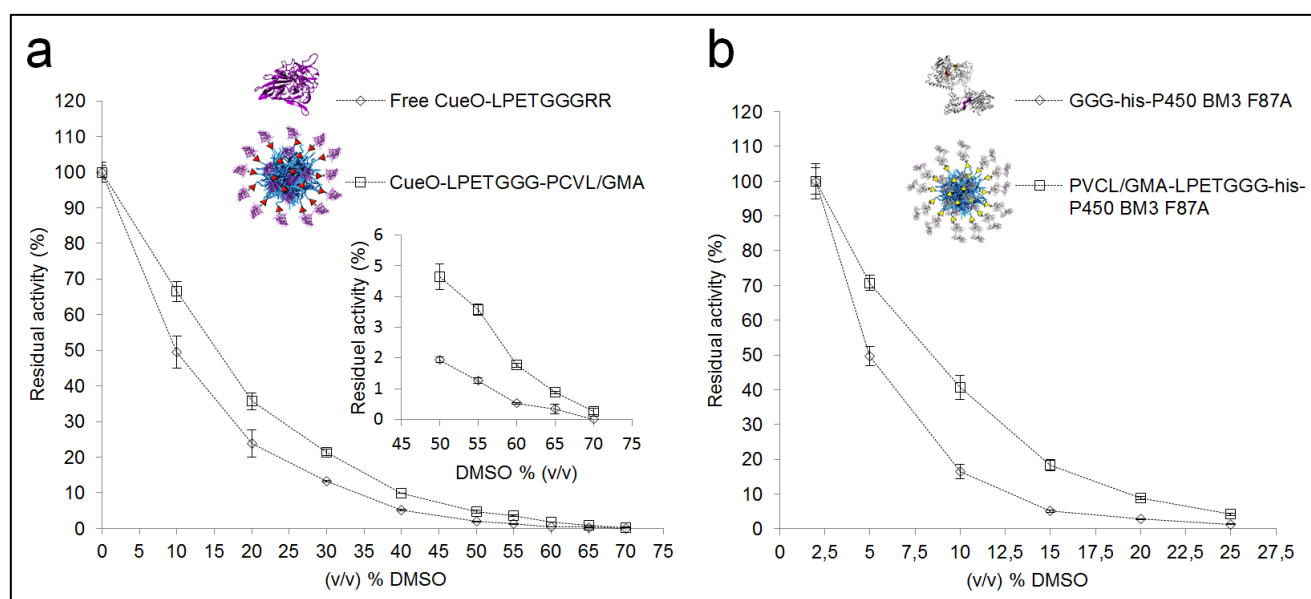 a
120
110
100
90
80
70
60
50
40
30
20
10
0
Residual activity (%)
0 5 10 15 20 25 30 35 40 45 50 55 60 65 70 75
(v/v) % DMSO
Free CueO-LPETGGGRR
CueO-LPETGGG-PCVL/GMA
6
5
4
3
2
1
0
Residuel activity (%)
45 50 55 60 65 70 75
DMSO % (v/v)
b
120
110
100
90
80
70
60
50
40
30
20
10
0
Residual activity (%)
0 2,5 5 7,5 10 12,5 15 17,5 20 22,5 25 27,5
(v/v) % DMSO
GGG-his-P450 BM3 F87A
PVCL/GMA-LPETGGG-his-
P450 BM3 F87A